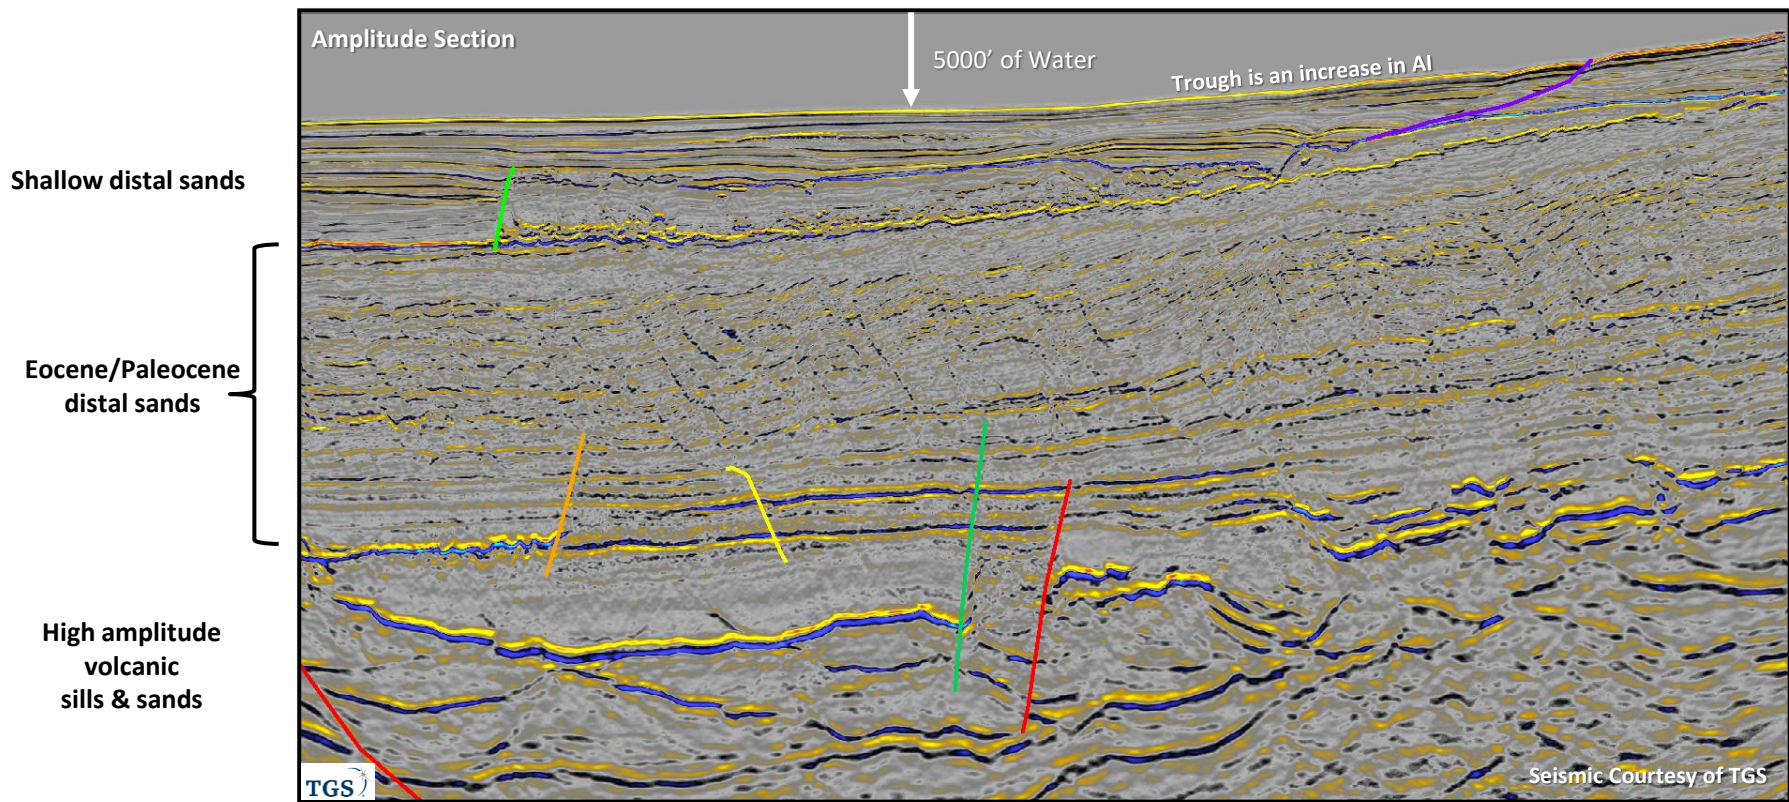 Amplitude Section
5000’ of Water
Trough is an increase in AI
Shallow distal sands
Eocene/Paleocene
distal sands
High amplitude
volcanic
sills & sands
TGS
Seismic Courtesy of TGS